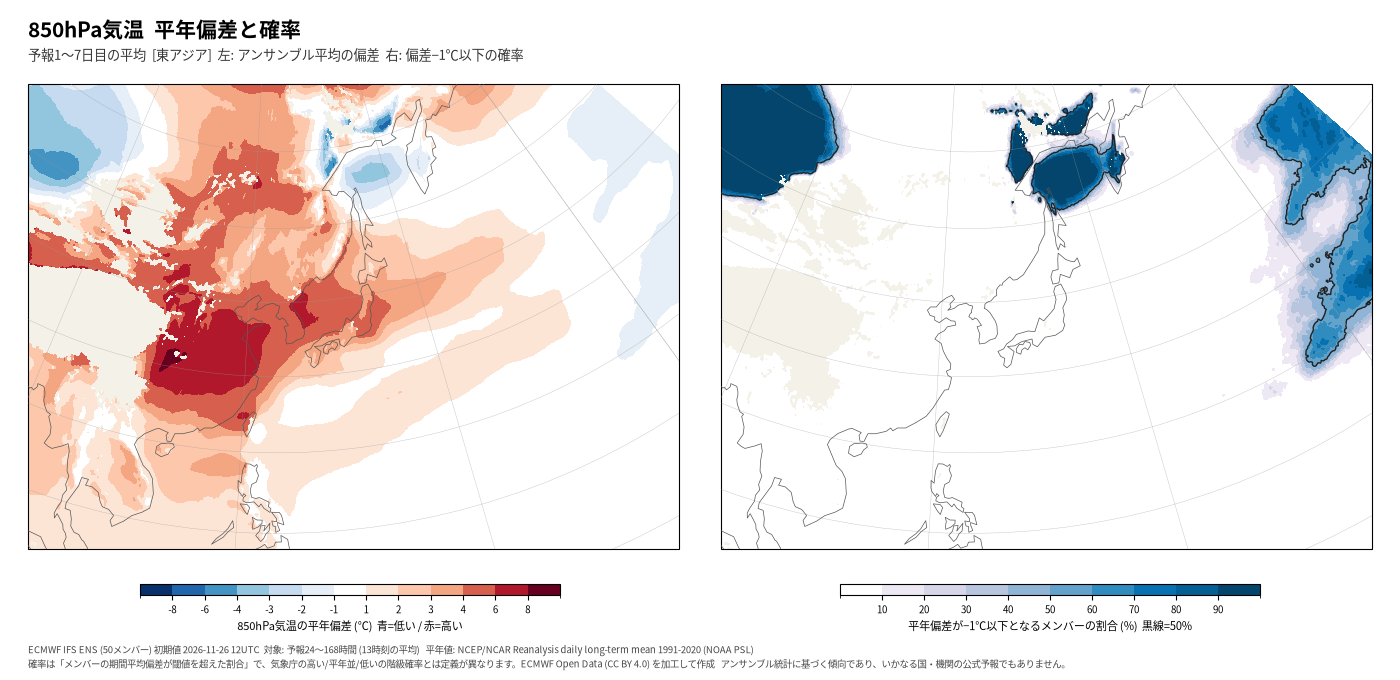 850hPa気温 平年偏差と確率
予報1〜7日目の平均 [東アジア] 左: アンサンブル平均の偏差 右: 偏差−1℃以下の確率
-8 -6 -4 -3 -2 -1 1 2 3 4 6 8
850hPa気温の平年偏差 (℃) 青=低い / 赤=高い
10 20 30 40 50 60 70 80 90
平年偏差が−1℃以下となるメンバーの割合 (%) 黒線=50%
ECMWF IFS ENS (50メンバー) 初期値 2026-11-26 12UTC 対象: 予報24〜168時間 (13時刻の平均) 平年値: NCEP/NCAR Reanalysis daily long-term mean 1991-2020 (NOAA PSL)
確率は「メンバーの期間平均偏差が閾値を超えた割合」で、気象庁の高い/平年並/低いの階級確率とは定義が異なります。ECMWF Open Data (CC BY 4.0) を加工して作成 アンサンブル統計に基づく傾向であり、いかなる国・機関の公式予報でもありません。